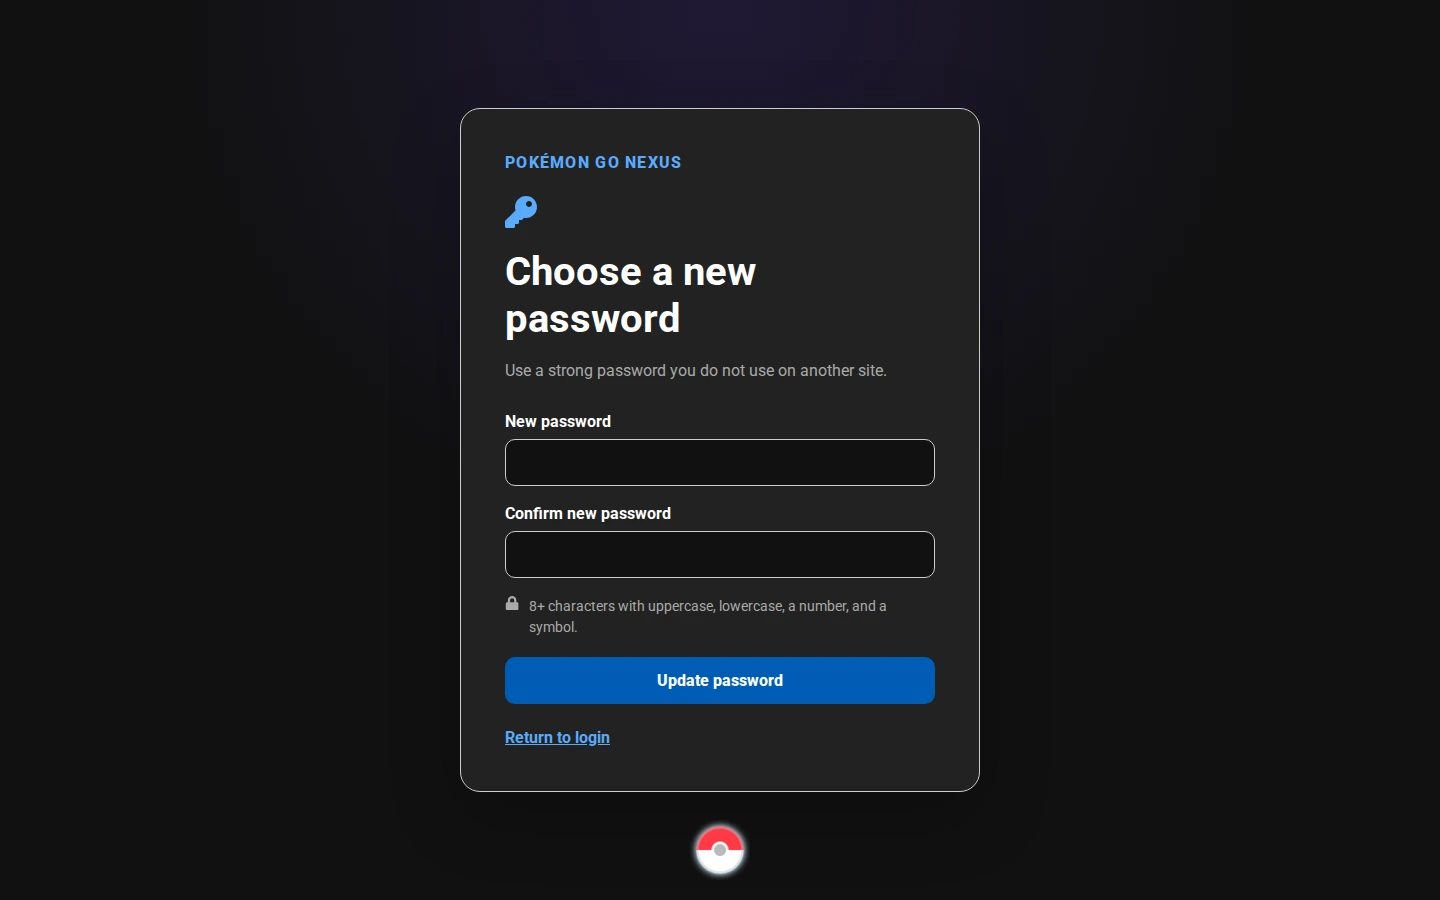 POKÉMON GO NEXUS
Choose a new
password
Use a strong password you do not use on another site.
New password
Confirm new password
8+ characters with uppercase, lowercase, a number, and a
symbol.
Update password
Return to login